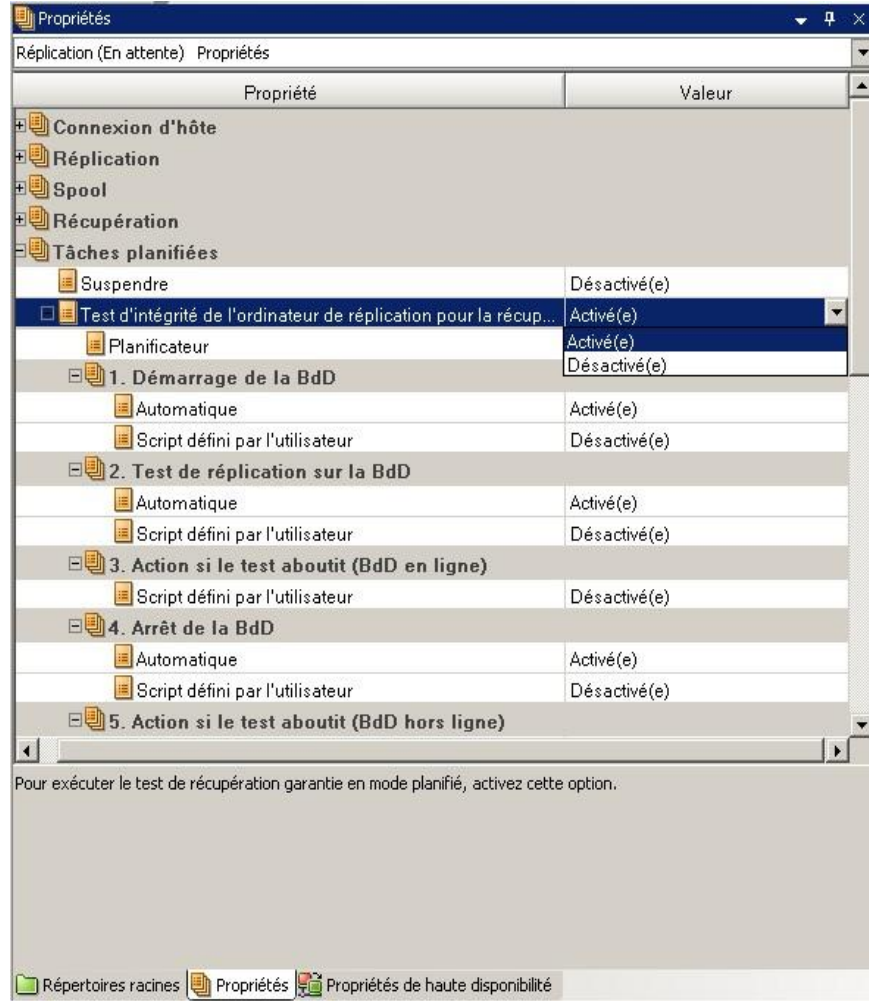 Propriétés
Réplication (En attente) Propriétés
Propriété Valeur
Connexion d'hôte
Réplication
Spool
Récupération
Tâches planifiées
Suspendre Désactivé(e)
Test d'intégrité de l'ordinateur de réplication pour la récup... Activé(e)
Activé(e)
Planificateur
Désactivé(e)
1. Démarrage de la BdD
Automatique Activé(e)
Script défini par l'utilisateur Désactivé(e)
2. Test de réplication sur la BdD
Automatique Activé(e)
Script défini par l'utilisateur Désactivé(e)
3. Action si le test aboutit (BdD en ligne)
Script défini par l'utilisateur Désactivé(e)
4. Arrêt de la BdD
Automatique Activé(e)
Script défini par l'utilisateur Désactivé(e)
5. Action si le test aboutit (BdD hors ligne)
Pour exécuter le test de récupération garantie en mode planifié, activez cette option.
Répertoires racines Propriétés Propriétés de haute disponibilité